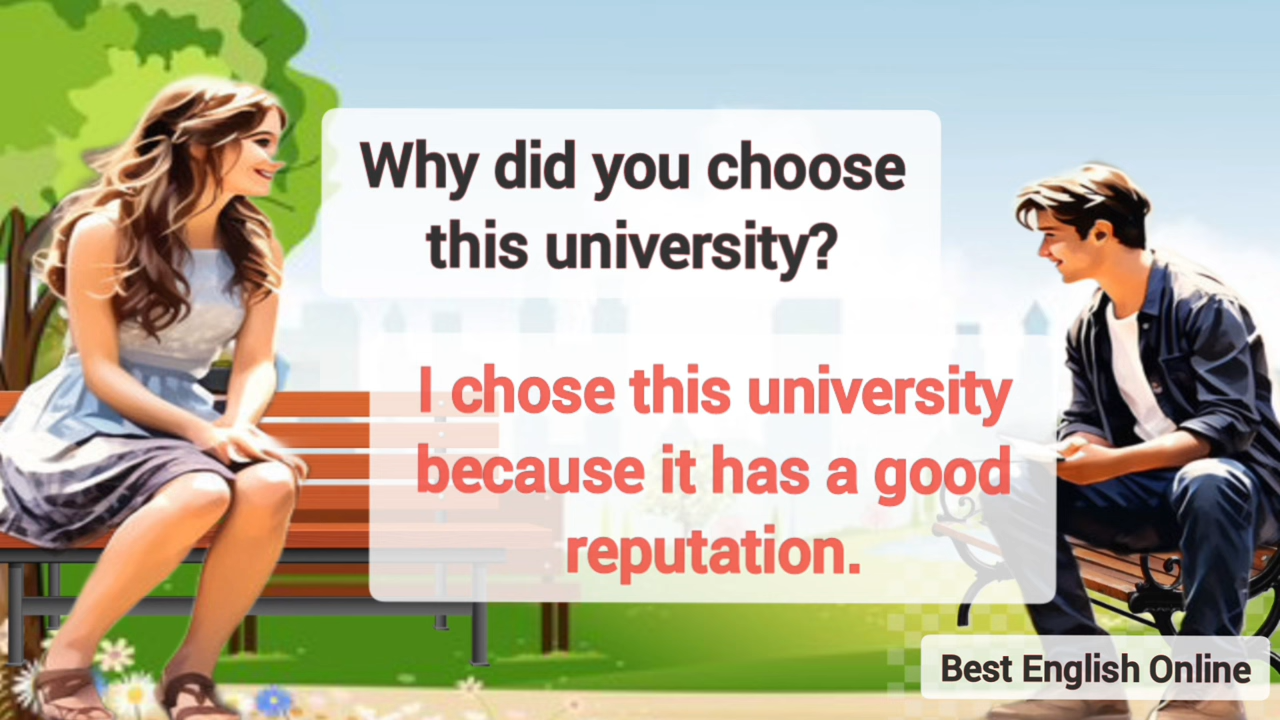 Why did you choose
this university?
I chose this university
because it has a good
reputation.
Best English Online